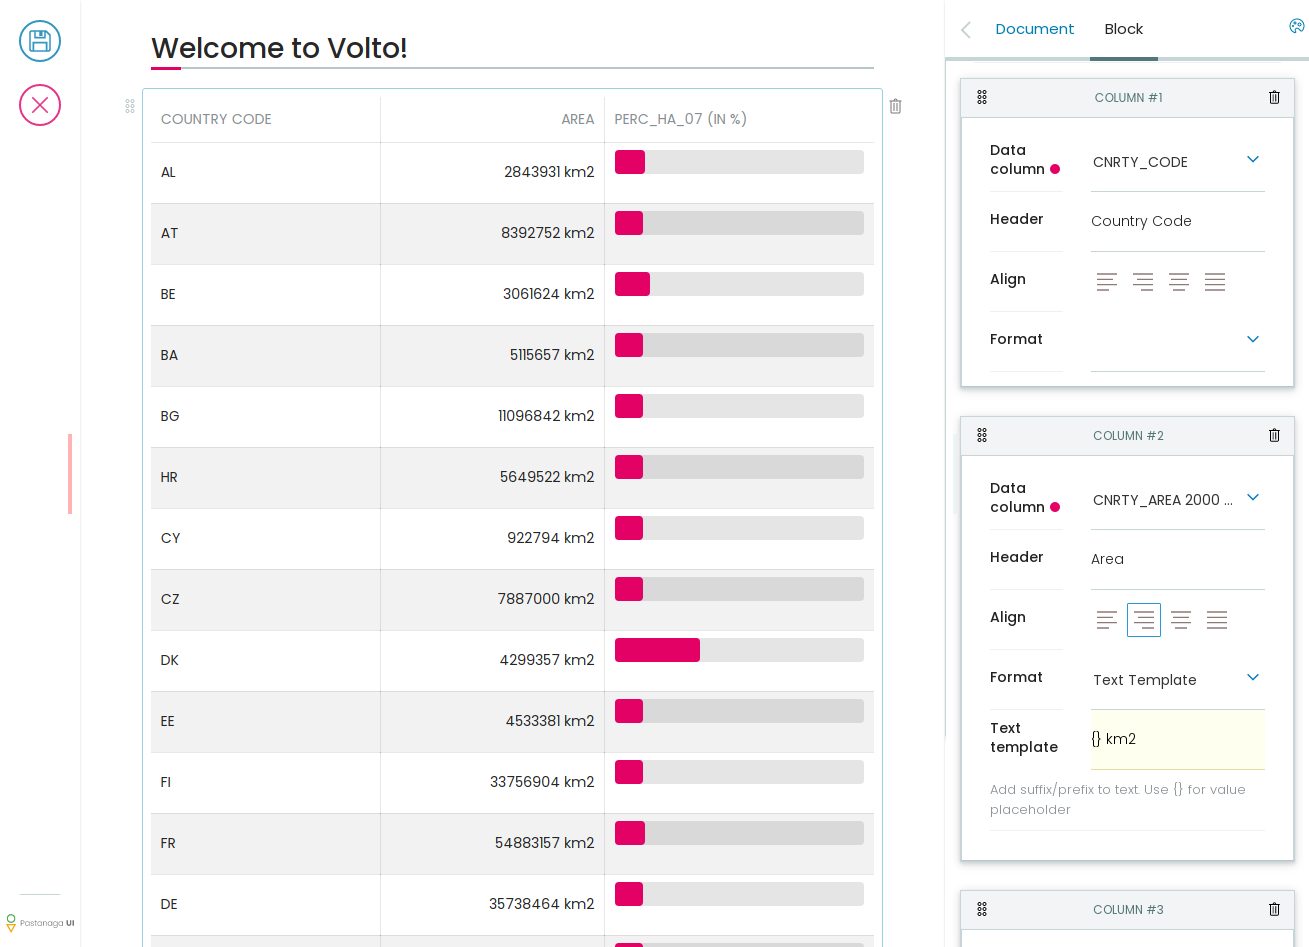 Welcome to Volto!
COUNTRY CODE AREA PERC_HA_07 (IN %)
AL 2843931 km2
AT 8392752 km2
BE 3061624 km2
BA 5115657 km2
BG 11096842 km2
HR 5649522 km2
CY 922794 km2
CZ 7887000 km2
DK 4299357 km2
EE 4533381 km2
FI 33756904 km2
FR 54883157 km2
DE 35738464 km2
Pastanaga UI
Document Block
COLUMN #1
Data
column
CNRTY_CODE
Header Country Code
Align
Format
COLUMN #2
Data
column
CNRTY_AREA 2000 ...
Header Area
Align
Format Text Template
Text
template
{} km2
Add suffix/prefix to text. Use {} for value
placeholder
COLUMN #3